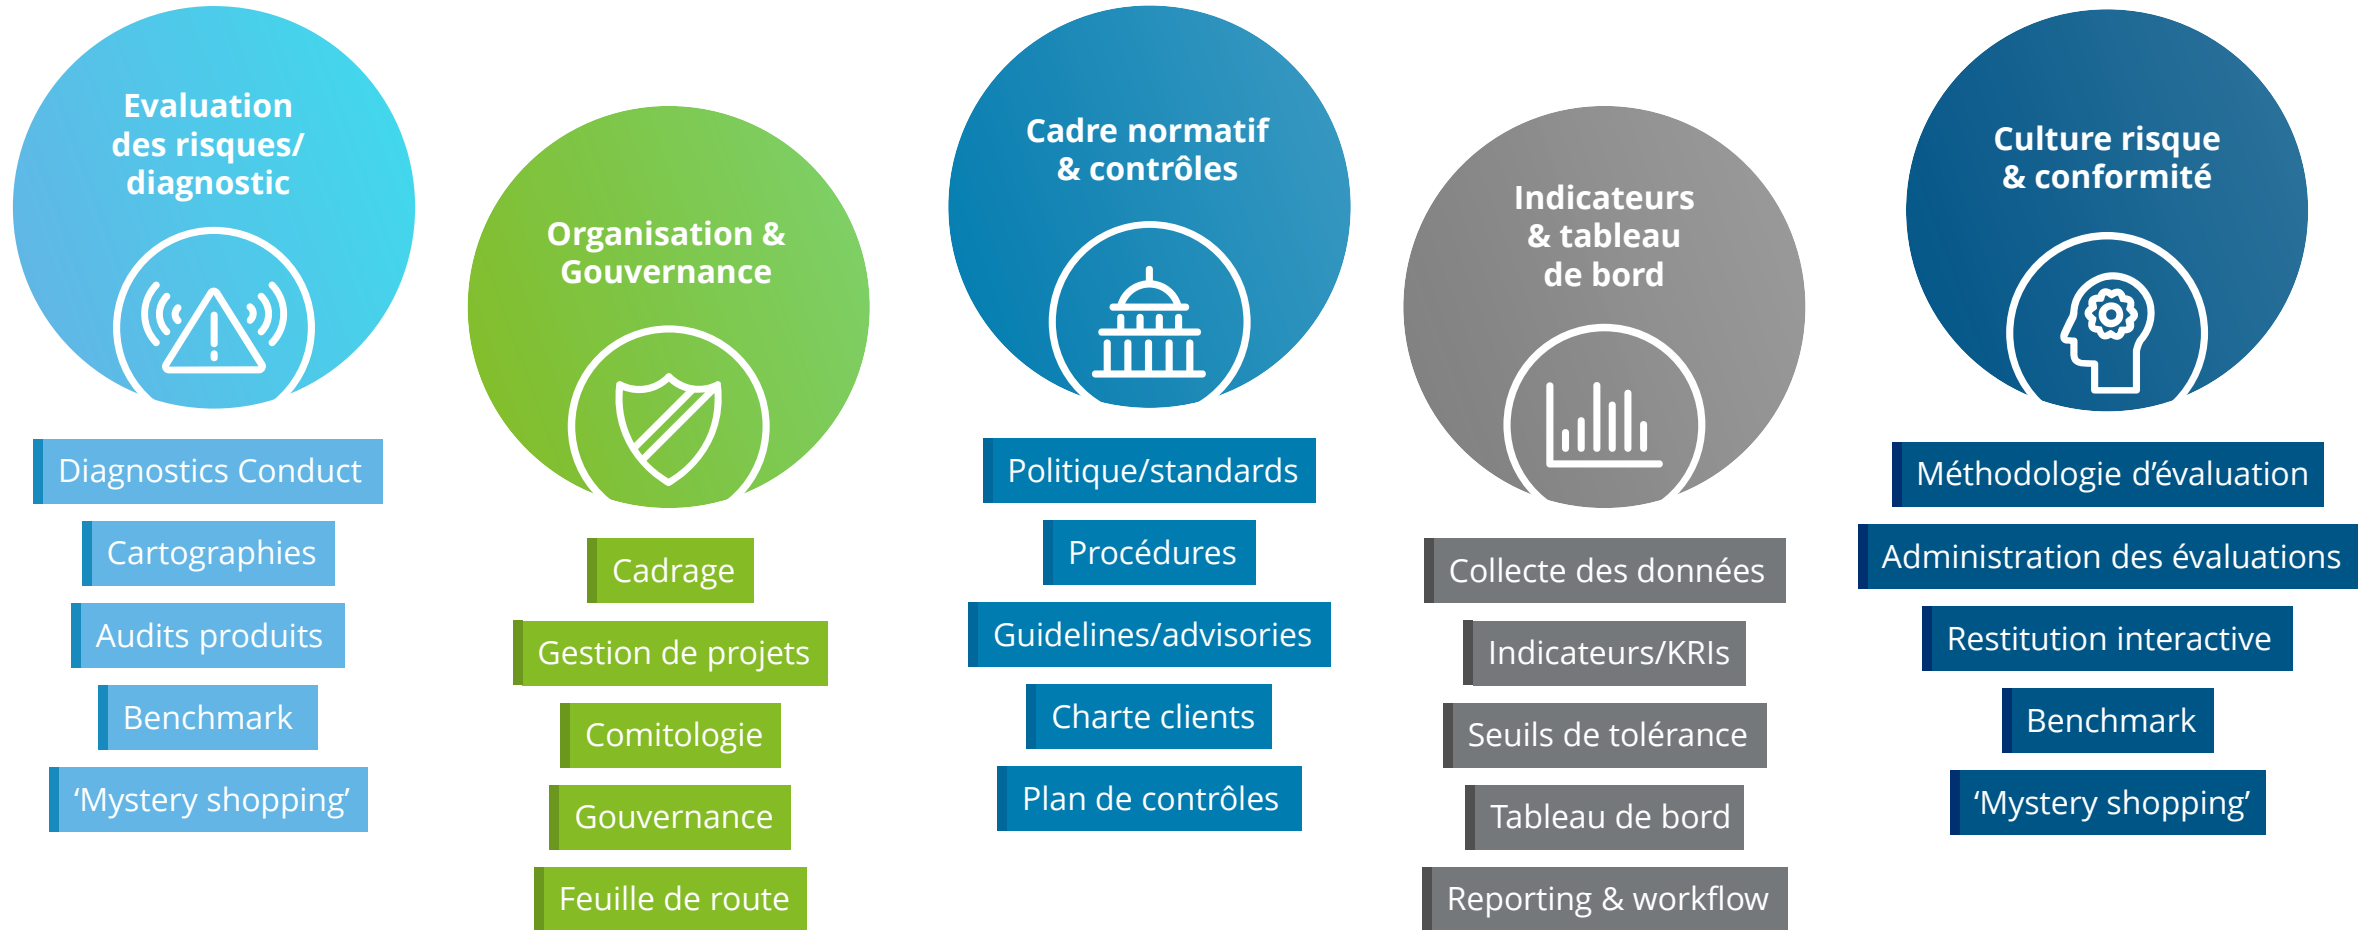 Evaluation
des risques/
diagnostic
Diagnostics Conduct
Cartographies
Audits produits
Benchmark
‘Mystery shopping’
Organisation &
Gouvernance
Cadrage
Gestion de projets
Comitologie
Gouvernance
Feuille de route
Cadre normatif
& contrôles
Politique/standards
Procédures
Guidelines/advisories
Charte clients
Plan de contrôles
Indicateurs
& tableau
de bord
Collecte des données
Indicateurs/KRIs
Seuils de tolérance
Tableau de bord
Reporting & workflow
Culture risque
& conformité
Méthodologie d’évaluation
Administration des évaluations
Restitution interactive
Benchmark
‘Mystery shopping’